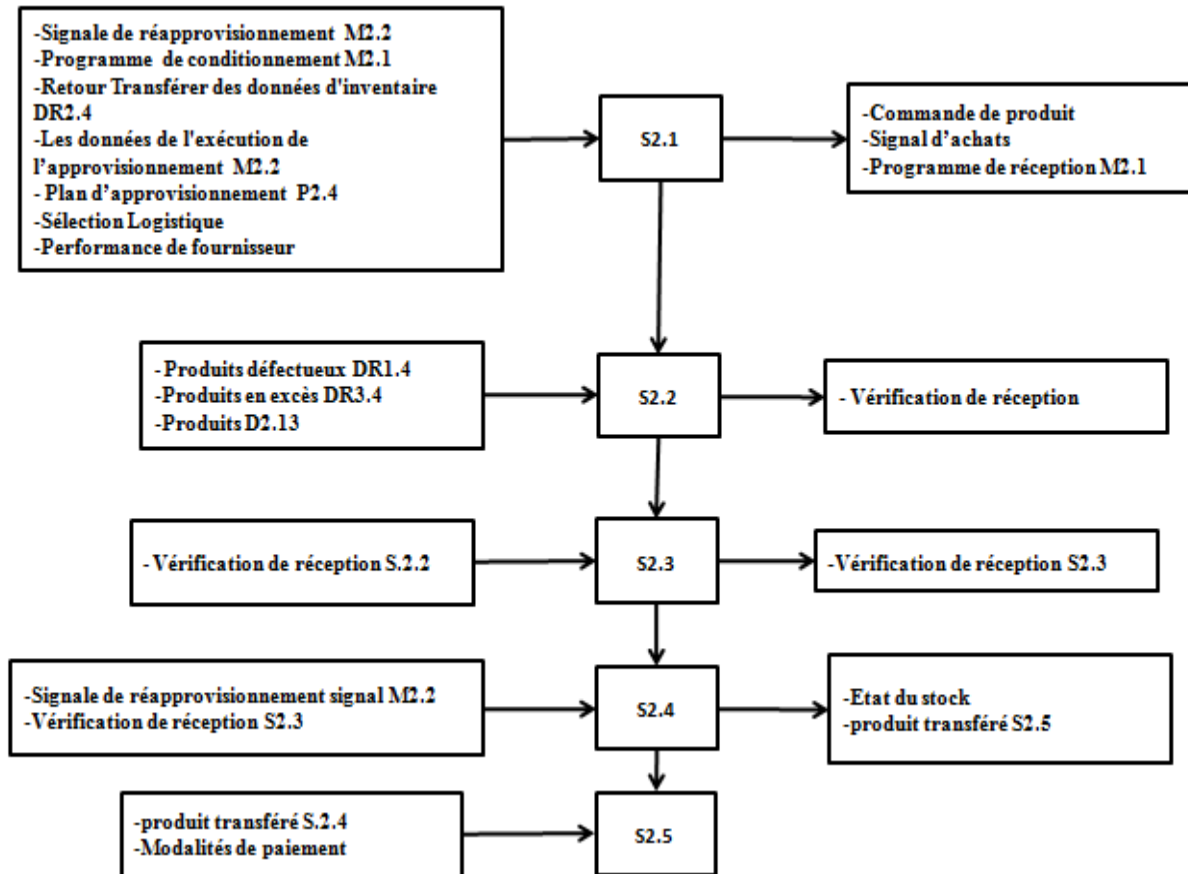 -Signale de réapprovisionnement M2.2
-Programme de conditionnement M2.1
-Retour Transférer des données d'inventaire
DR2.4
-Les données de l'exécution de
l'approvisionnement M2.2
- Plan d'approvisionnement P2.4
-Sélection Logistique
-Performance de fournisseur
S2.1
-Commande de produit
-Signal d'achats
-Programme de réception M2.1
- Produits défectueux DR1.4
- Produits en excès DR3.4
-Produits D2.13
S2.2
- Vérification de réception
- Vérification de réception S.2.2
S2.3
-Vérification de réception S2.3
-Signale de réapprovisionnement signal M2.2
-Vérification de réception S2.3
S2.4
-Etat du stock
-produit transféré S2.5
-produit transféré S.2.4
-Modalités de paiement
S2.5